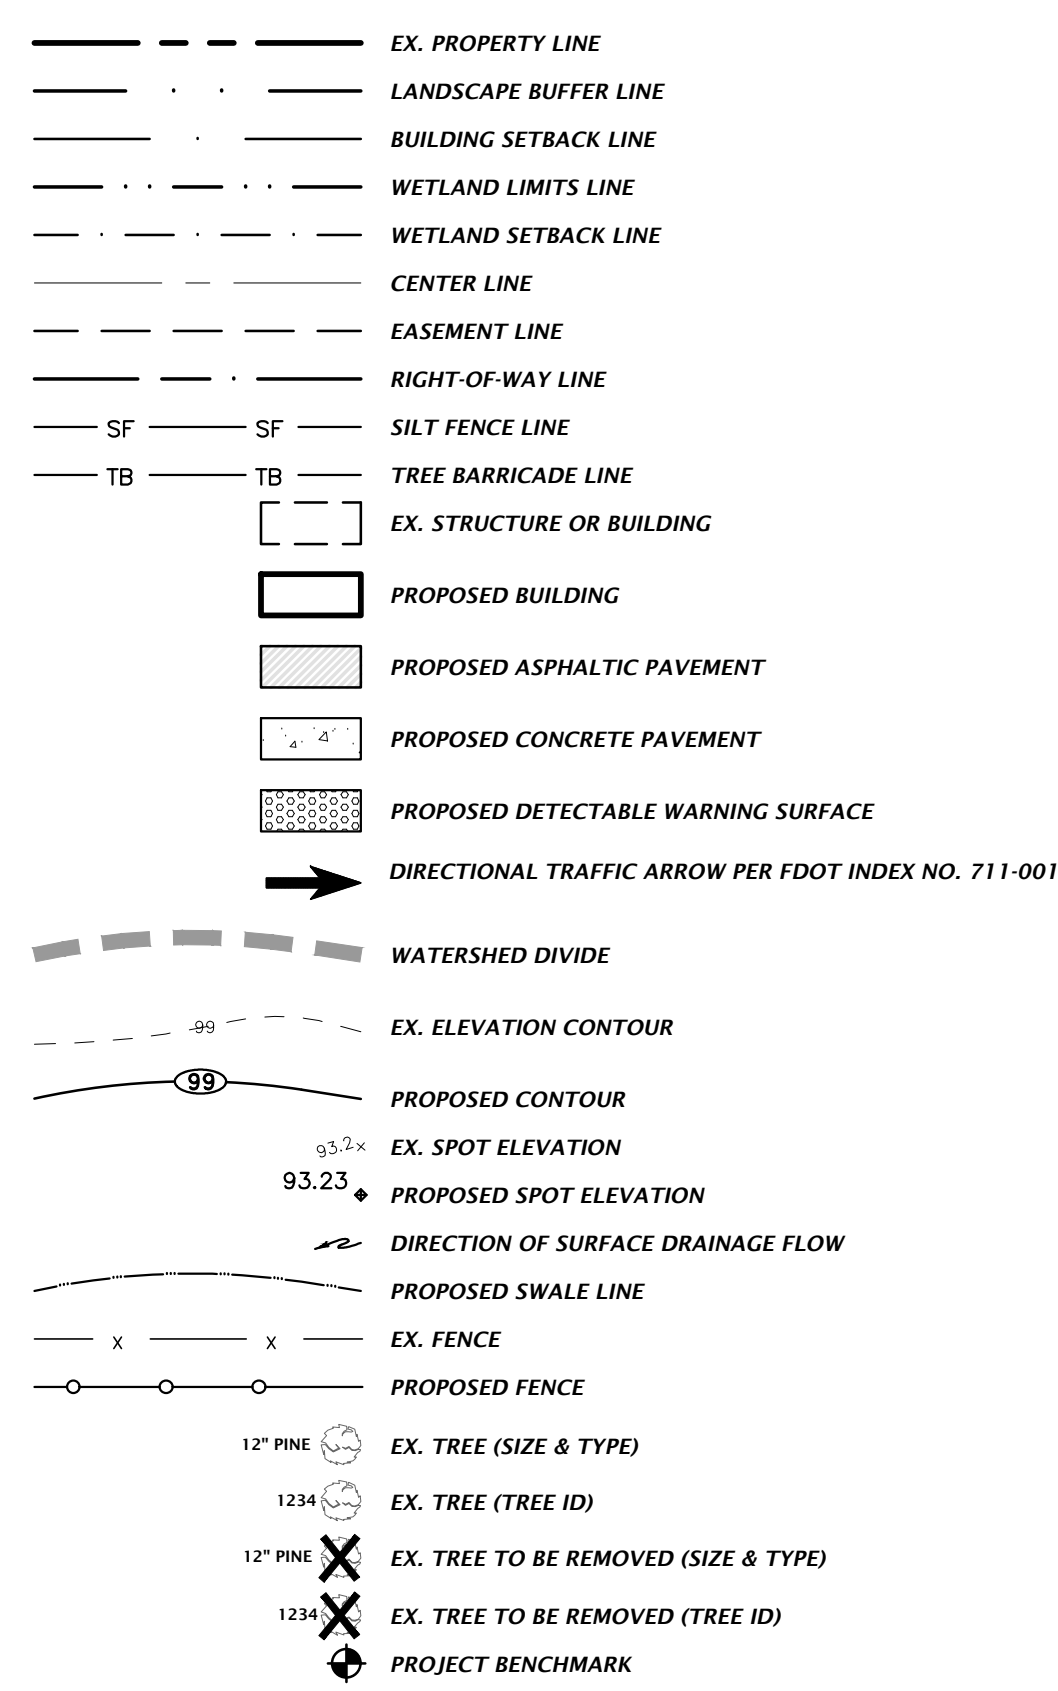 EX. PROPERTY LINE
LANDSCAPE BUFFER LINE
BUILDING SETBACK LINE
WETLAND LIMITS LINE
WETLAND SETBACK LINE
CENTER LINE
EASEMENT LINE
RIGHT-OF-WAY LINE
SF SF SILT FENCE LINE
TB TB TREE BARRICADE LINE
EX. STRUCTURE OR BUILDING
PROPOSED BUILDING
PROPOSED ASPHALTIC PAVEMENT
PROPOSED CONCRETE PAVEMENT
PROPOSED DETECTABLE WARNING SURFACE
DIRECTIONAL TRAFFIC ARROW PER FDOT INDEX NO. 711-001
WATERSHED DIVIDE
99 EX. ELEVATION CONTOUR
99 PROPOSED CONTOUR
93.2x EX. SPOT ELEVATION
93.23 PROPOSED SPOT ELEVATION
DIRECTION OF SURFACE DRAINAGE FLOW
PROPOSED SWALE LINE
x x EX. FENCE
PROPOSED FENCE
12" PINE EX. TREE (SIZE & TYPE)
1234 EX. TREE (TREE ID)
12" PINE EX. TREE TO BE REMOVED (SIZE & TYPE)
1234 EX. TREE TO BE REMOVED (TREE ID)
PROJECT BENCHMARK